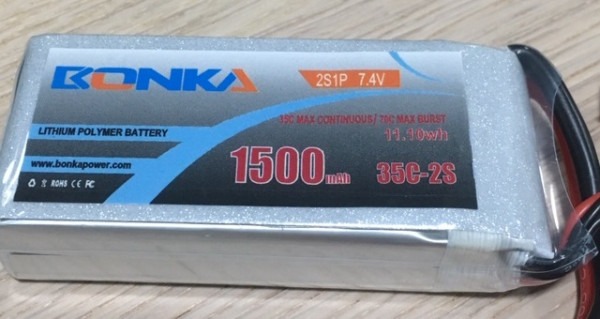 BONKA
2S1P 7.4V
35C MAX CONTINUOUS/ 70C MAX BURST
11.10wh
LITHIUM POLYMER BATTERY
1500mAh 35C-2S
www.bonkapower.com
ROHS CE FC